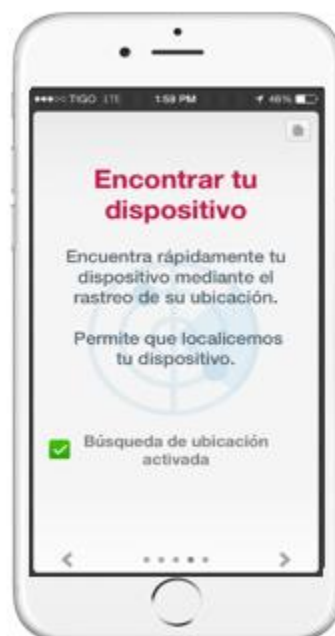 TIGO LTE 1:59 PM 46%
Encontrar tu
dispositivo
Encuentra rápidamente tu
dispositivo mediante el
rastreo de su ubicación.
Permite que localicemos
tu dispositivo.
Búsqueda de ubicación
activada